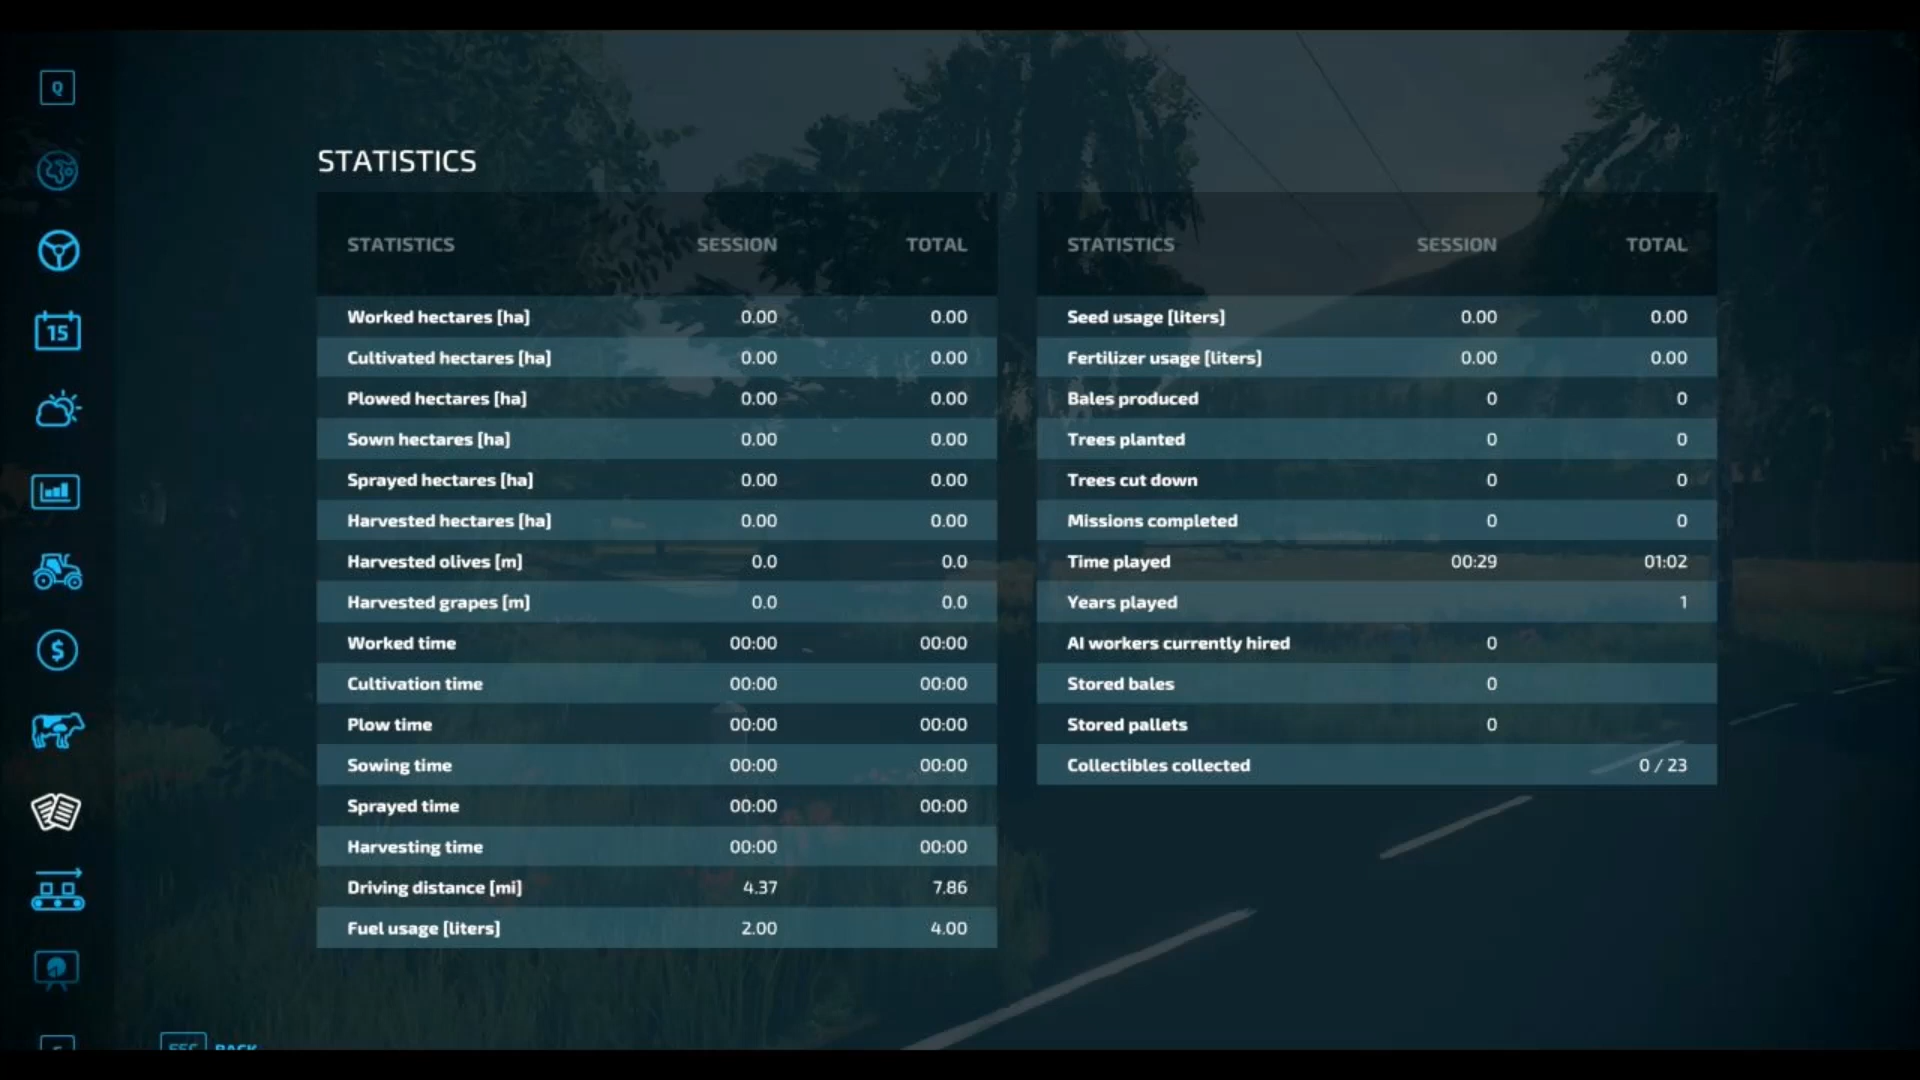 Q
15
$
STATISTICS
STATISTICS SESSION TOTAL
Worked hectares [ha] 0.00 0.00
Cultivated hectares [ha] 0.00 0.00
Plowed hectares [ha] 0.00 0.00
Sown hectares [ha] 0.00 0.00
Sprayed hectares [ha] 0.00 0.00
Harvested hectares [ha] 0.00 0.00
Harvested olives [m] 0.0 0.0
Harvested grapes [m] 0.0 0.0
Worked time 00:00 00:00
Cultivation time 00:00 00:00
Plow time 00:00 00:00
Sowing time 00:00 00:00
Sprayed time 00:00 00:00
Harvesting time 00:00 00:00
Driving distance [mi] 4.37 7.86
Fuel usage [liters] 2.00 4.00
STATISTICS SESSION TOTAL
Seed usage [liters] 0.00 0.00
Fertilizer usage [liters] 0.00 0.00
Bales produced 0 0
Trees planted 0 0
Trees cut down 0 0
Missions completed 0 0
Time played 00:29 01:02
Years played 1
AI workers currently hired 0
Stored bales 0
Stored pallets 0
Collectibles collected 0 / 23
ESC BACK